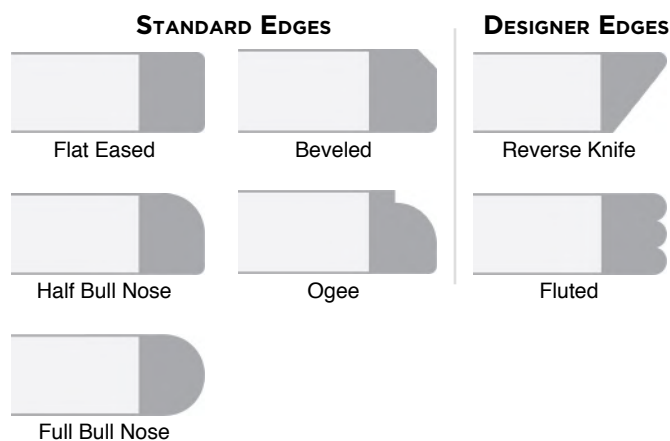 STANDARD EDGES
DESIGNER EDGES
Flat Eased
Beveled
Reverse Knife
Half Bull Nose
Ogee
Fluted
Full Bull Nose